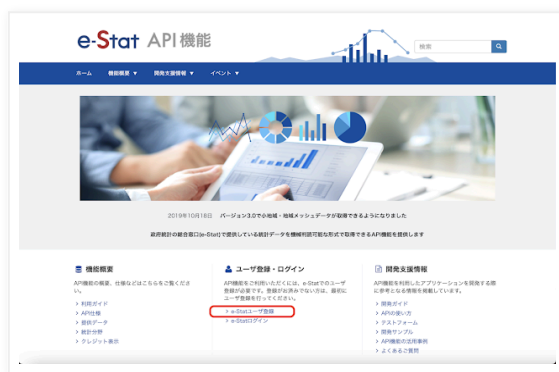 e-Stat API機能
検索
ホーム 機能概要 ▼ 開発支援情報 ▼ イベント ▼
2019年10月18日 バージョン3.0で小地域・地域メッシュデータが取得できるようになりました
政府統計の総合窓口(e-Stat)で提供している統計データを機械判読可能な形式で取得できるAPI機能を提供します
機能概要
API機能の概要、仕様などはこちらをご覧くださ
い。
> 利用ガイド
> API仕様
> 提供データ
> 統計分野
> クレジット表示
ユーザ登録・ログイン
API機能をご利用いただくには、e-Statでのユーザ
登録が必要です。登録がお済みでない方は、最初に
ユーザ登録を行ってください。
> e-Statユーザ登録
> e-Statログイン
開発支援情報
API機能を利用したアプリケーションを開発する際
に参考となる情報を掲載しています。
> 開発ガイド
> APIの使い方
> テストフォーム
> 開発サンプル
> API機能の活用事例
> よくあるご質問